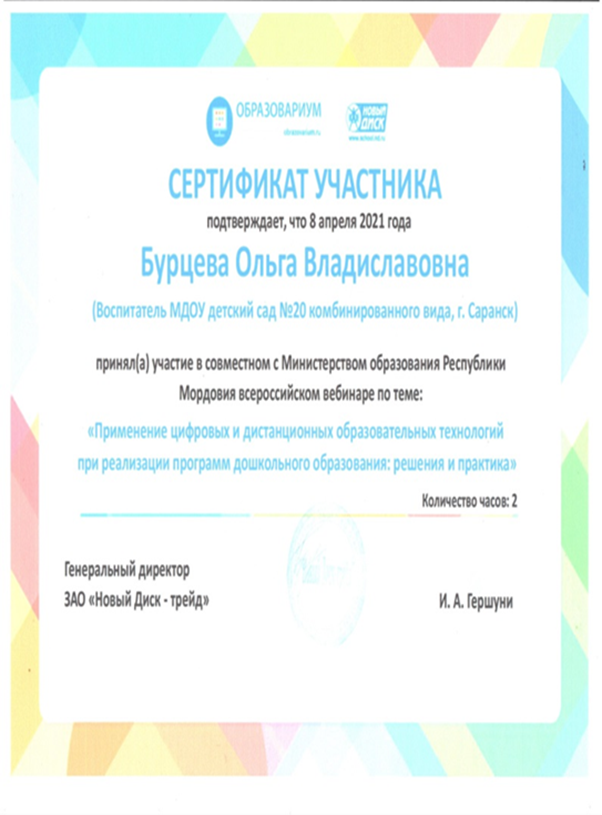 ОБРАЗОВАРИУМ
obrazovarium.ru
НОВЫЙ
ДИСК
www.school.nd.ru
СЕРТИФИКАТ УЧАСТНИКА
подтверждает, что 8 апреля 2021 года
Бурцева Ольга Владиславовна
(Воспитатель МДОУ детский сад №20 комбинированного вида, г. Саранск)
принял(а) участие в совместном с Министерством образования Республики
Мордовия всероссийском вебинаре по теме:
«Применение цифровых и дистанционных образовательных технологий
при реализации программ дошкольного образования: решения и практика»
Количество часов: 2
Генеральный директор
ЗАО «Новый Диск - трейд»
И. А. Гершуни